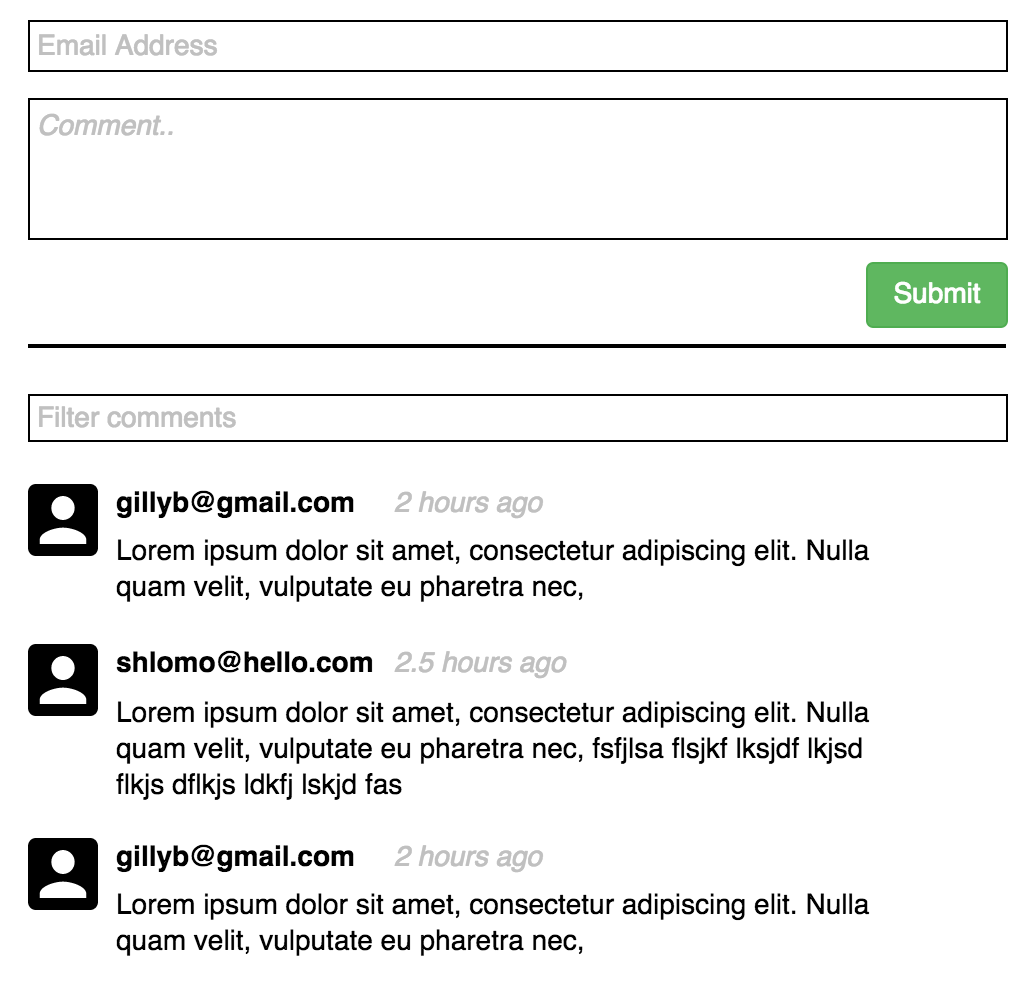 Email Address
Comment..
Submit
Filter comments
gillyb@gmail.com 2 hours ago
Lorem ipsum dolor sit amet, consectetur adipiscing elit. Nulla
quam velit, vulputate eu pharetra nec,
shlomo@hello.com 2.5 hours ago
Lorem ipsum dolor sit amet, consectetur adipiscing elit. Nulla
quam velit, vulputate eu pharetra nec, fsfjlsa flsjkf lksjdf lkjsd
flkjs dflkjs ldkfj lskjd fas
gillyb@gmail.com 2 hours ago
Lorem ipsum dolor sit amet, consectetur adipiscing elit. Nulla
quam velit, vulputate eu pharetra nec,